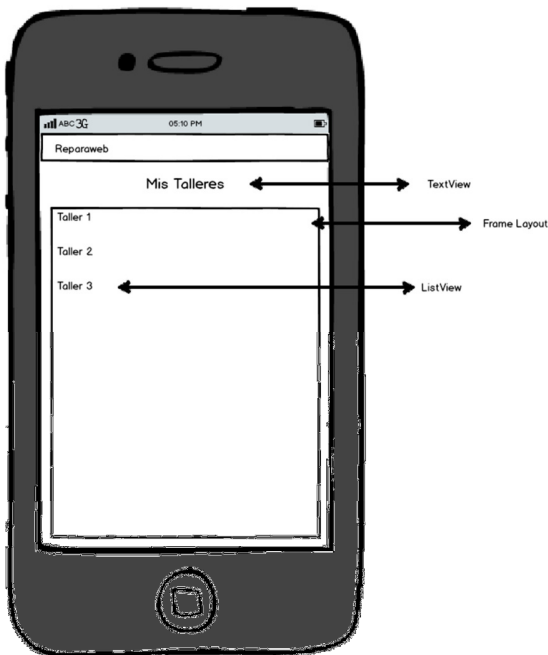 ABC 3G 05:10 PM
Reparaweb
Mis Talleres TextView
Taller 1 Frame Layout
Taller 2
Taller 3 ListView